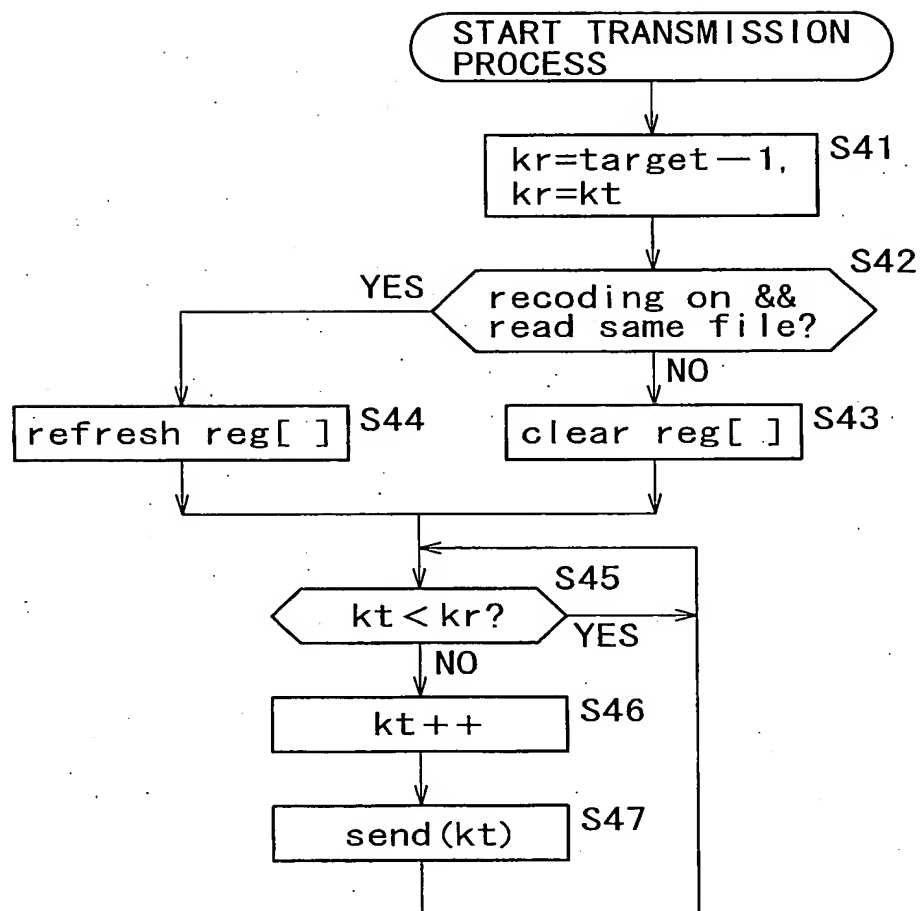 START TRANSMISSION
PROCESS
kr=target-1,
kr=kt
S41
S42
recoding on &&
read same file?
YES
NO
refresh reg[ ]
S44
clear reg[ ]
S43
S45
kt<kr?
YES
NO
kt++
S46
send(kt)
S47